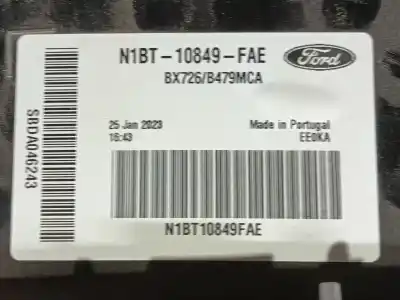 N1BT-10849-FAE
Ford
BX726/B479MCA
SBDA046243
25 Jan 2023
16:43
Made in Portugal
EE0KA
N1BT10849FAE